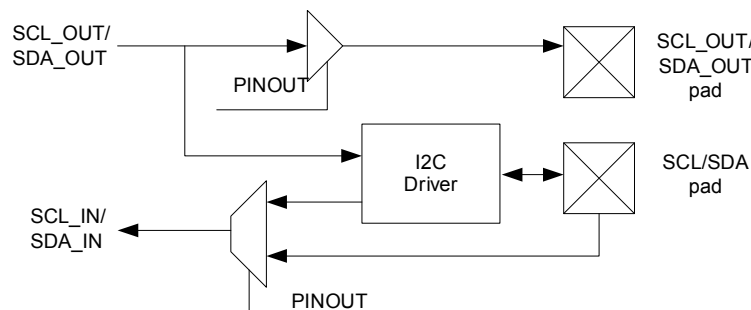 SCL_OUT/
SDA_OUT
SCL_OUT/
SDA_OUT
pad
PINOUT
I2C
Driver
SCL/SDA
pad
SCL_IN/
SDA_IN
PINOUT